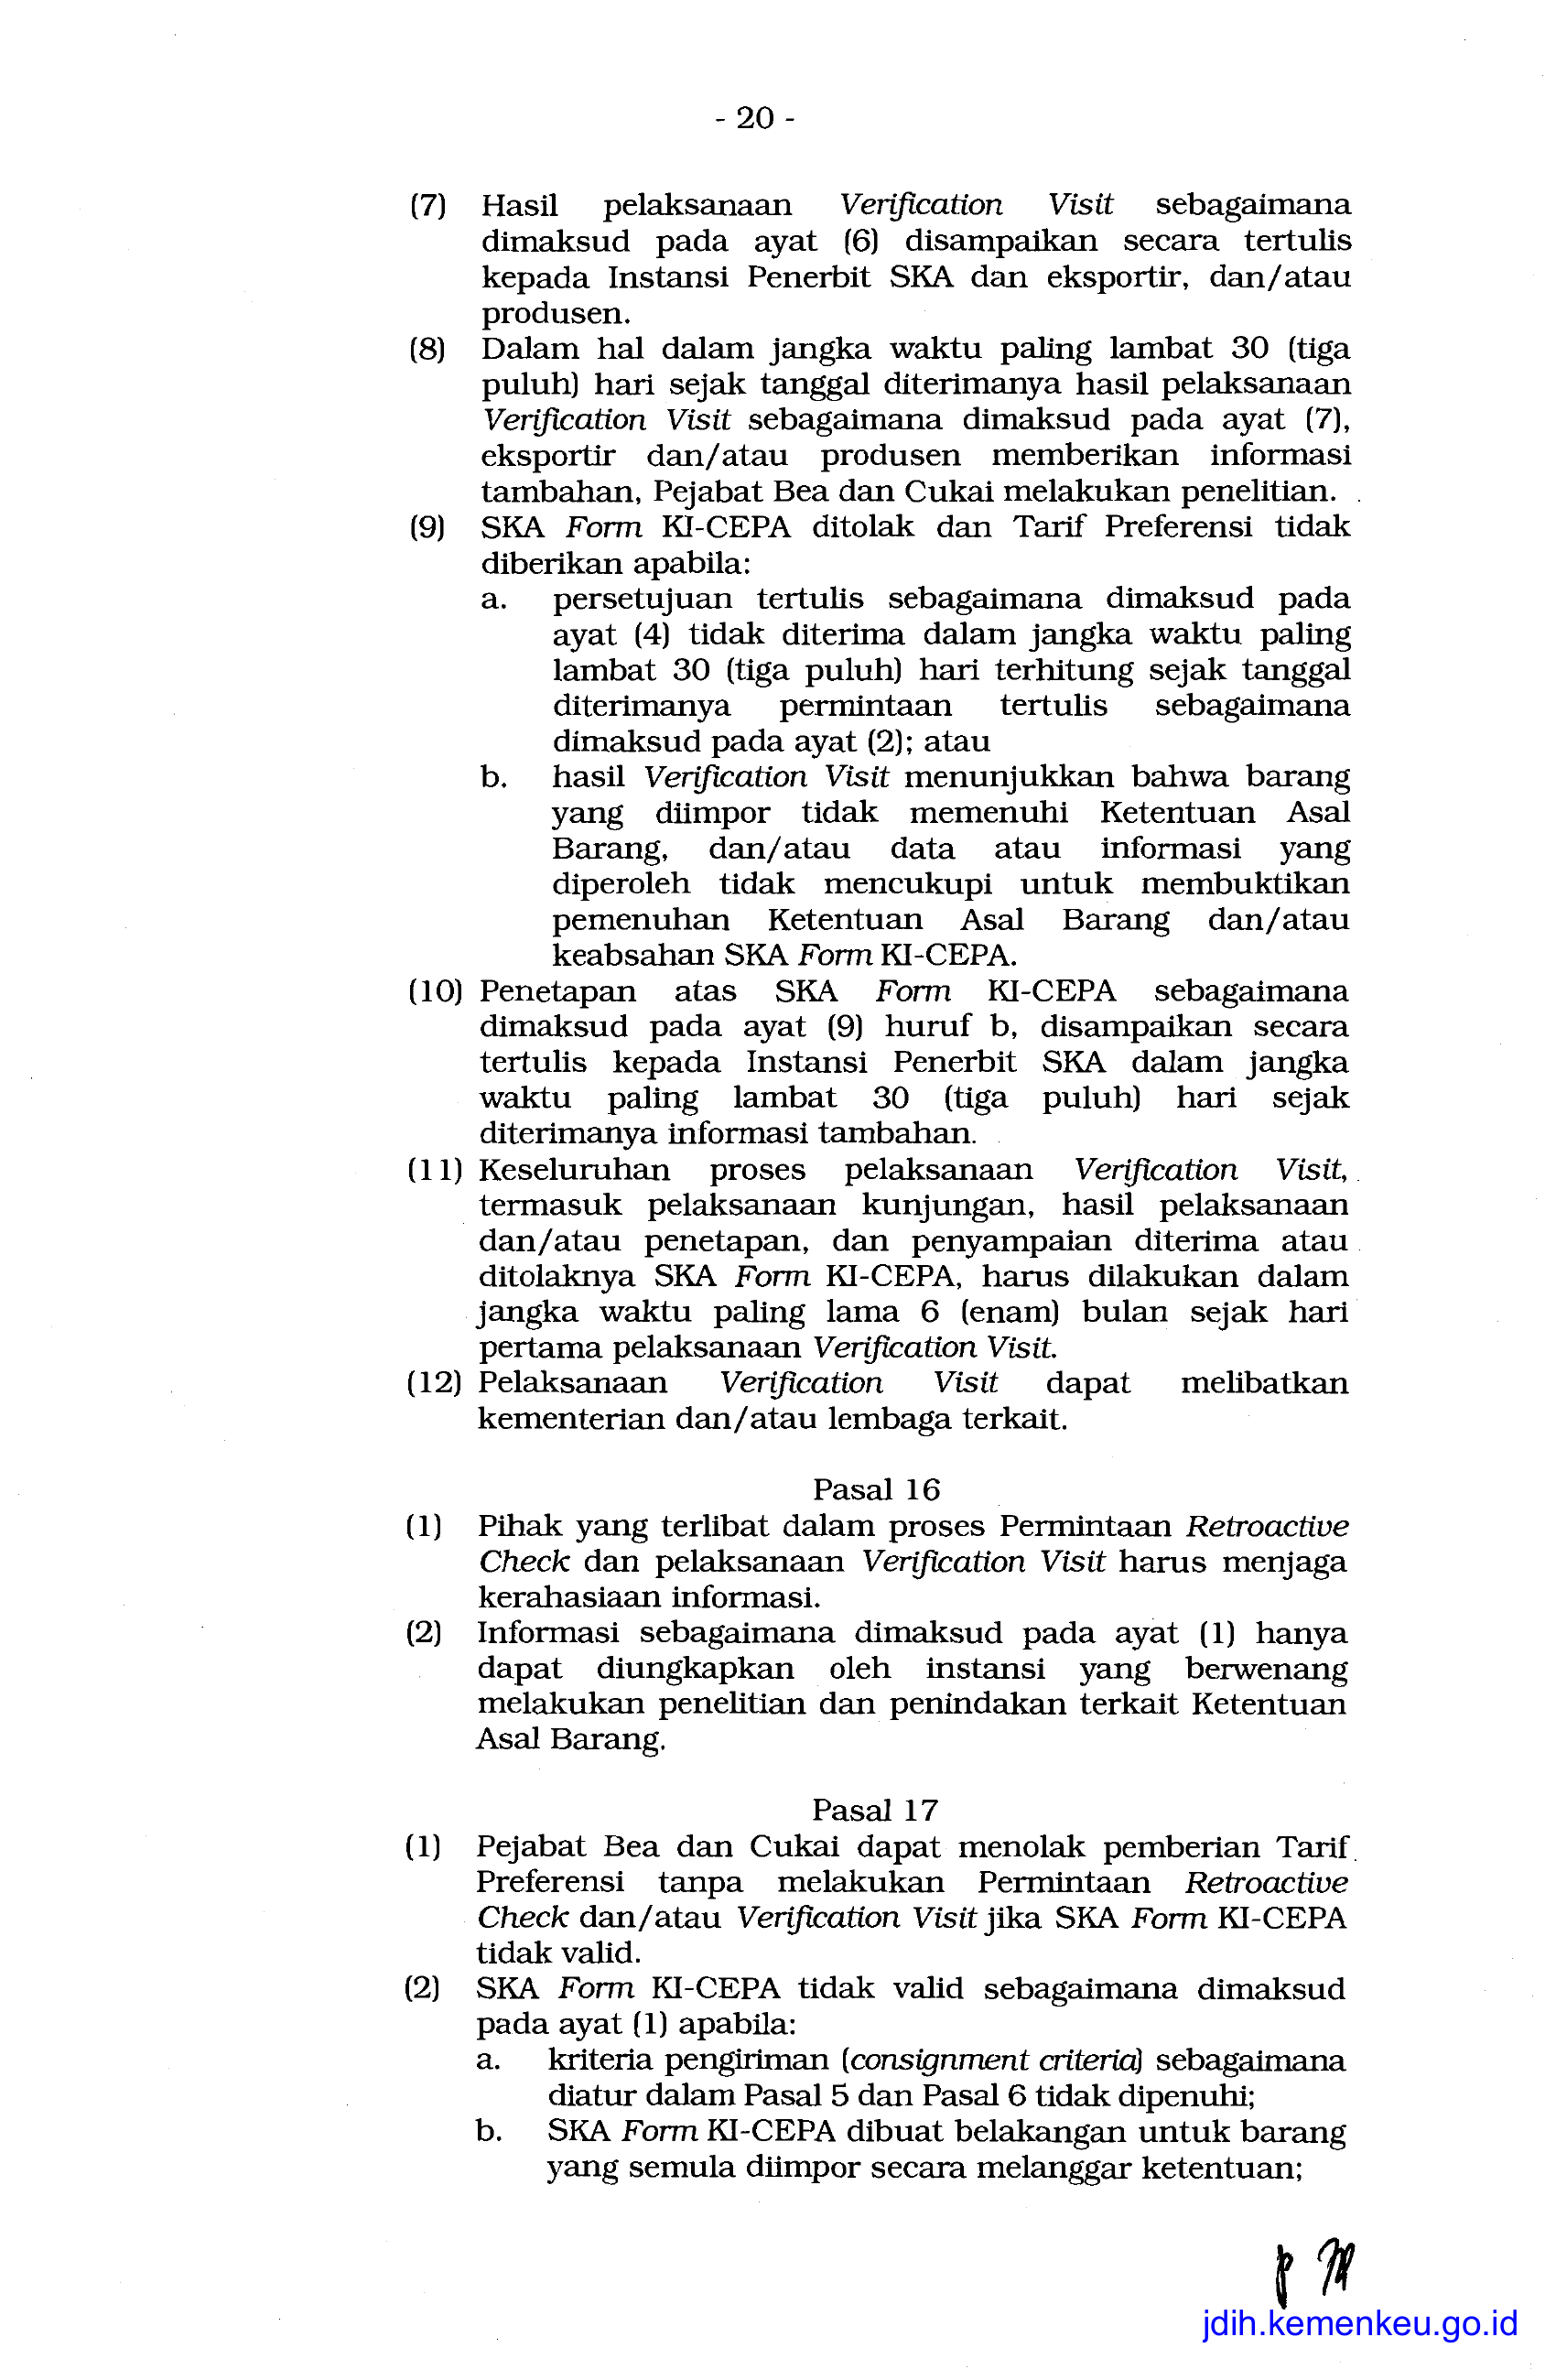 - 20 -
(7) Hasil pelaksanaan Verification Visit sebagaimana
dimaksud pada ayat (6) disampaikan secara tertulis
kepada Instansi Penerbit SKA dan eksportir, dan/atau
produsen.
(8) Dalam hal dalam jangka waktu paling lambat 30 (tiga
puluh) hari sejak tanggal diterimanya hasil pelaksanaan
Verification Visit sebagaimana dimaksud pada ayat (7),
eksportir dan/atau produsen memberikan informasi
tambahan, Pejabat Bea dan Cukai melakukan penelitian.
(9) SKA Form KI-CEPA ditolak dan Tarif Preferensi tidak
diberikan apabila:
a. persetujuan tertulis sebagaimana dimaksud pada
ayat (4) tidak diterima dalam jangka waktu paling
lambat 30 (tiga puluh) hari terhitung sejak tanggal
diterimanya permintaan tertulis sebagaimana
dimaksud pada ayat (2); atau
b. hasil Verification Visit menunjukkan bahwa barang
yang diimpor tidak memenuhi Ketentuan Asal
Barang, dan/atau data atau informasi yang
diperoleh tidak mencukupi untuk membuktikan
pemenuhan Ketentuan Asal Barang dan/atau
keabsahan SKA Form KI-CEPA.
(10) Penetapan atas SKA Form KI-CEPA sebagaimana
dimaksud pada ayat (9) huruf b, disampaikan secara
tertulis kepada Instansi Penerbit SKA dalam jangka
waktu paling lambat 30 (tiga puluh) hari sejak
diterimanya informasi tambahan.
(11) Keseluruhan proses pelaksanaan Verification Visit,
termasuk pelaksanaan kunjungan, hasil pelaksanaan
dan/atau penetapan, dan penyampaian diterima atau
ditolaknya SKA Form KI-CEPA, harus dilakukan dalam
jangka waktu paling lama 6 (enam) bulan sejak hari
pertama pelaksanaan Verification Visit.
(12) Pelaksanaan Verification Visit dapat melibatkan
kementerian dan/atau lembaga terkait.
Pasal 16
(1) Pihak yang terlibat dalam proses Permintaan Retroactive
Check dan pelaksanaan Verification Visit harus menjaga
kerahasiaan informasi.
(2) Informasi sebagaimana dimaksud pada ayat (1) hanya
dapat diungkapkan oleh instansi yang berwenang
melakukan penelitian dan penindakan terkait Ketentuan
Asal Barang.
Pasal 17
(1) Pejabat Bea dan Cukai dapat menolak pemberian Tarif
Preferensi tanpa melakukan Permintaan Retroactive
Check dan/atau Verification Visit jika SKA Form KI-CEPA
tidak valid.
(2) SKA Form KI-CEPA tidak valid sebagaimana dimaksud
pada ayat (1) apabila:
a. kriteria pengiriman (consignment criteria) sebagaimana
diatur dalam Pasal 5 dan Pasal 6 tidak dipenuhi;
b. SKA Form KI-CEPA dibuat belakangan untuk barang
yang semula diimpor secara melanggar ketentuan;
jdih.kemenkeu.go.id